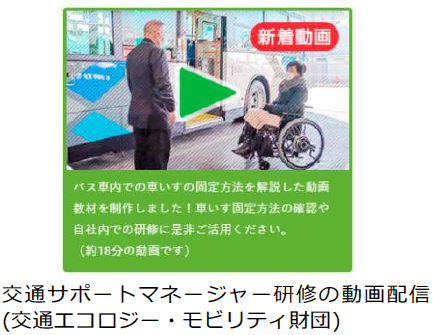 新着動画
バス車内での車いすの固定方法を解説した動画
教材を制作しました！車いす固定方法の確認や
自社内での研修に是非ご活用ください。
（約18分の動画です）
交通サポートマネージャー研修の動画配信
(交通エコロジー・モビリティ財団)